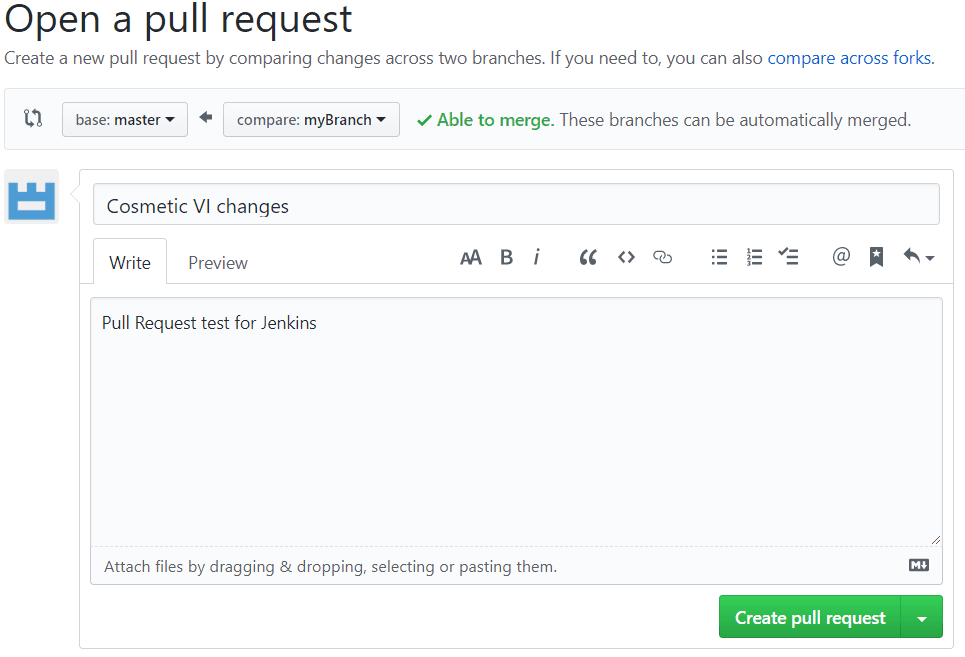 Open a pull request
Create a new pull request by comparing changes across two branches. If you need to, you can also compare across forks.
base: master compare: myBranch Able to merge. These branches can be automatically merged.
Cosmetic VI changes
Write Preview AA B i @
Pull Request test for Jenkins
Attach files by dragging & dropping, selecting or pasting them. M↓
Create pull request